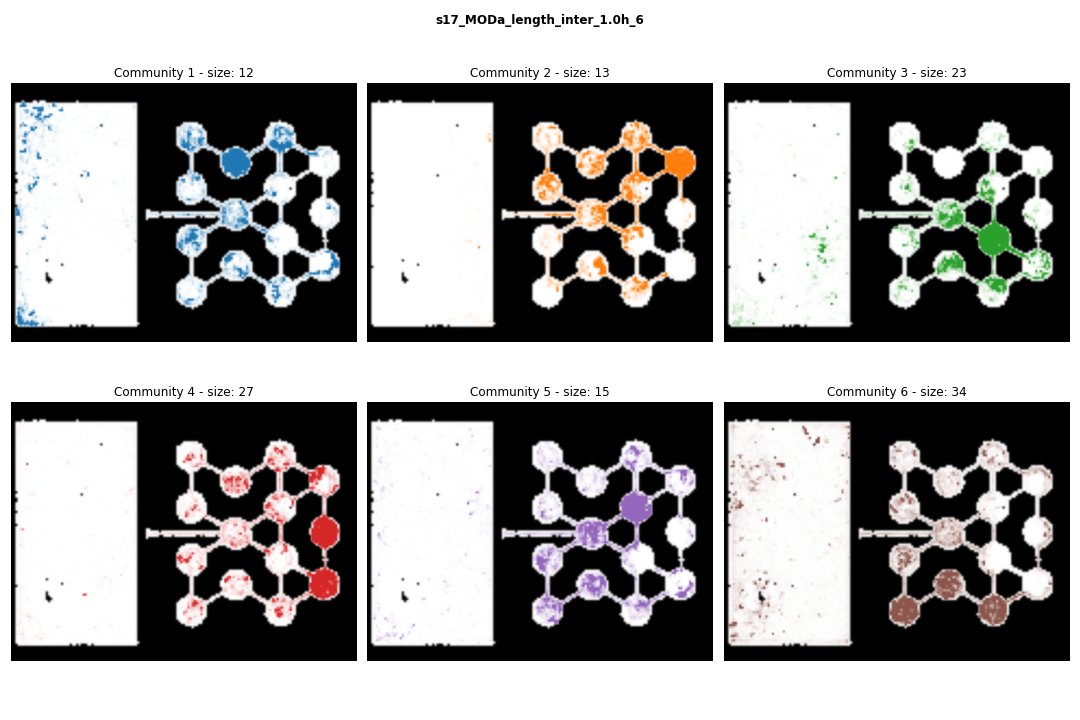 s17_MODa_length_inter_1.0h_6
Community 1 - size: 12
Community 2 - size: 13
Community 3 - size: 23
Community 4 - size: 27
Community 5 - size: 15
Community 6 - size: 34